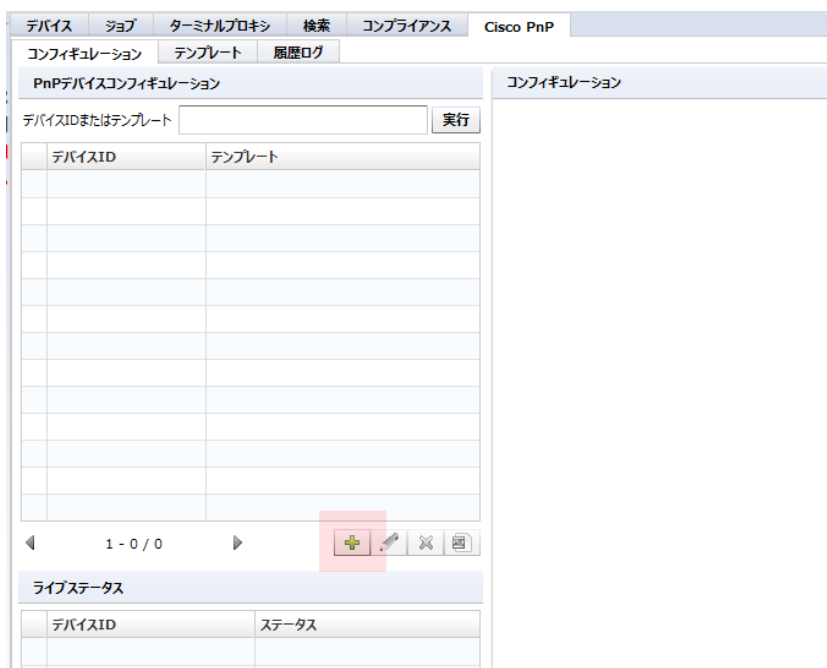 デバイス ジョブ ターミナルプロキシ 検索 コンプライアンス Cisco PnP
コンフィギュレーション テンプレート 履歴ログ
PnPデバイスコンフィギュレーション
デバイスIDまたはテンプレート 実行
デバイスID テンプレート
1 - 0 / 0
ライブステータス
デバイスID ステータス
コンフィギュレーション